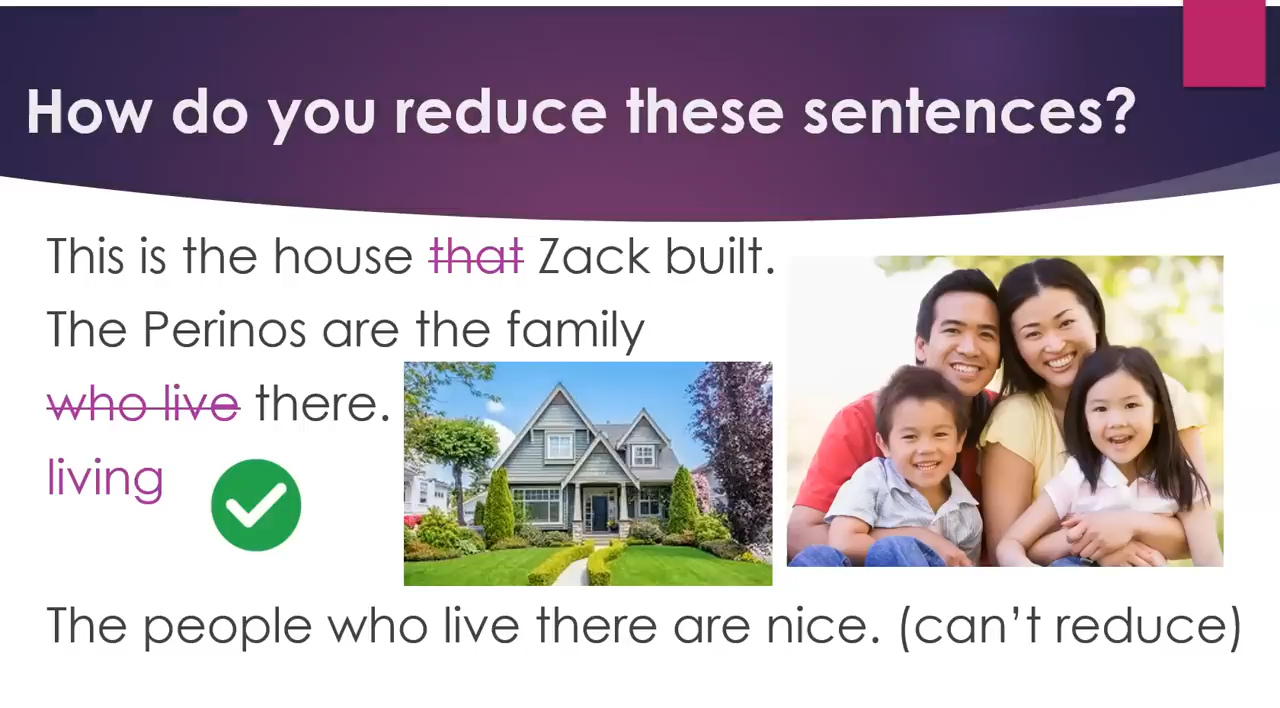 How do you reduce these sentences?
This is the house that Zack built.
The Perinos are the family
who live there.
living
The people who live there are nice. (can't reduce)